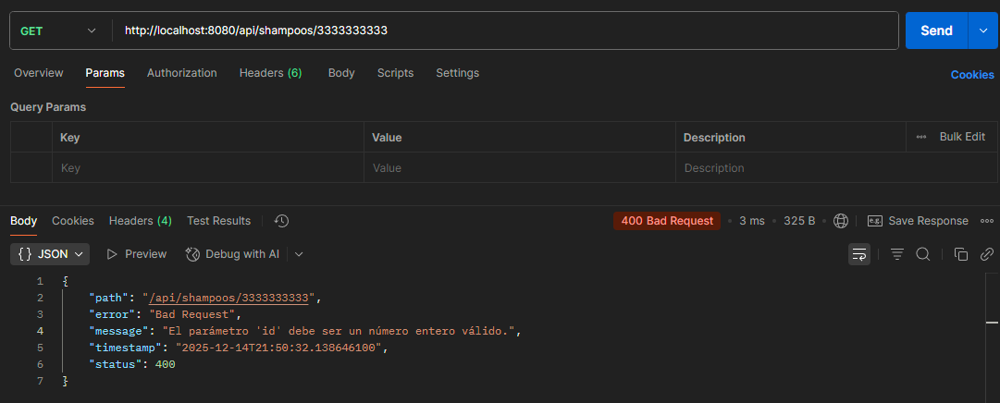 GET http://localhost:8080/api/shampoos/3333333333 Send
Overview Params Authorization Headers (6) Body Scripts Settings Cookies
Query Params
Key Value Description Bulk Edit
Key Value Description
Body Cookies Headers (4) Test Results 400 Bad Request • 3 ms • 325 B • e.g. Save Response
{} JSON Preview Debug with AI
1 {
2 "path": "/api/shampoos/3333333333",
3 "error": "Bad Request",
4 "message": "El parámetro 'id' debe ser un número entero válido.",
5 "timestamp": "2025-12-14T21:50:32.138646100",
6 "status": 400
7 }